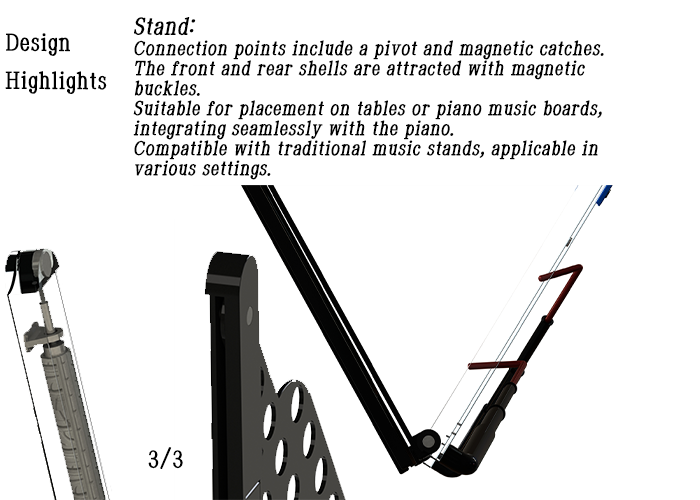 Design
Highlights
Stand:
Connection points include a pivot and magnetic catches.
The front and rear shells are attracted with magnetic
buckles.
Suitable for placement on tables or piano music boards,
integrating seamlessly with the piano.
Compatible with traditional music stands, applicable in
various settings.
3/3